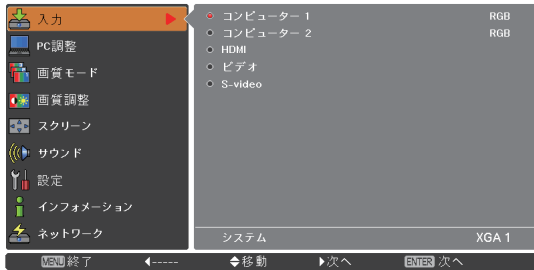 入力
PC調整
画質モード
画質調整
スクリーン
サウンド
設定
インフォメーション
ネットワーク
コンピューター 1 RGB
コンピューター 2 RGB
HDMI
ビデオ
S-video
システム XGA 1
MENU 終了 ----- 移動 次へ ENTER 次へ